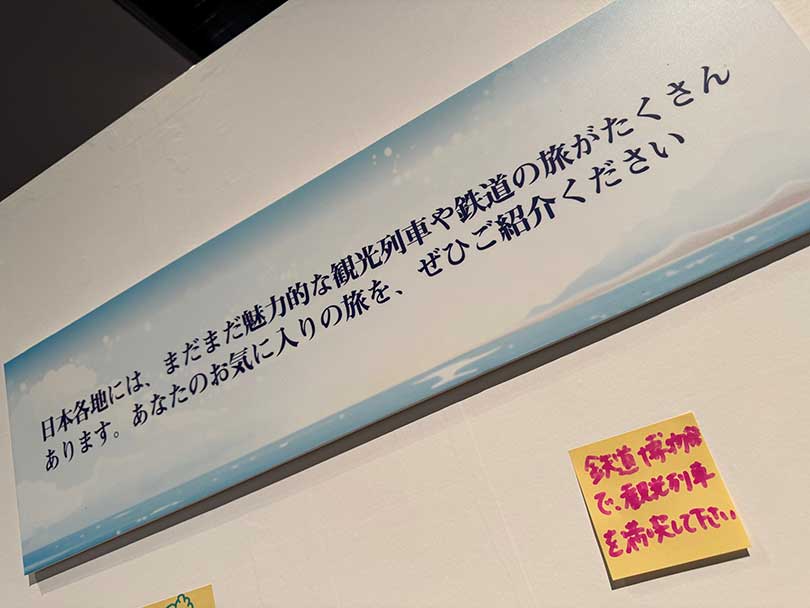 日本各地には、まだまだ魅力的な観光列車や鉄道の旅がたくさん
あります。あなたのお気に入りの旅を、ぜひご紹介ください
鉄道博物館
で、観光列車
を満喫して下さい